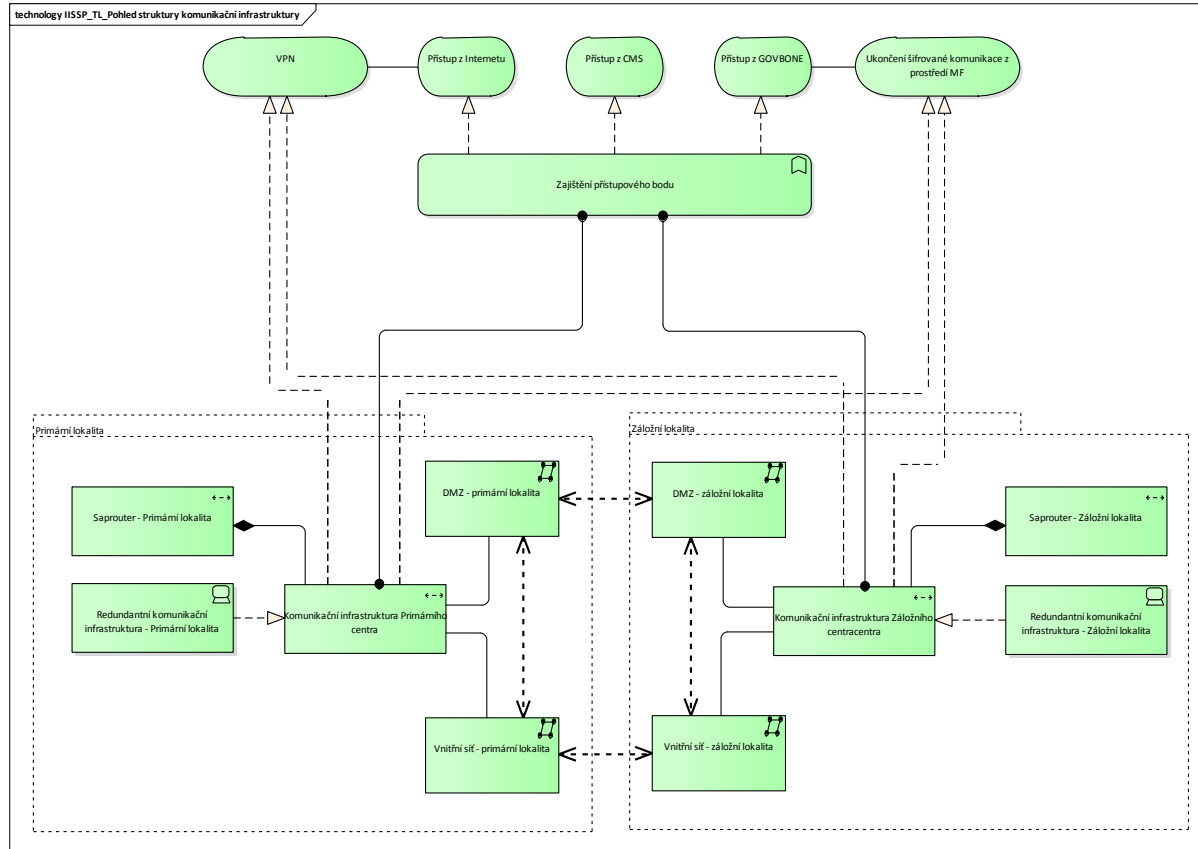 technology IISSP_TL_Pohled struktury komunikační infrastruktury
VPN
Přístup z Internetu
Přístup z CMS
Přístup z GOVBONE
Ukončení šifrované komunikace z
prostředí MF
Zajištění přístupového bodu
Primární lokalita
Záložní lokalita
DMZ - primární lokalita
DMZ - záložní lokalita
Saprouter - Primární lokalita
Saprouter - Záložní lokalita
Redundantní komunikační
infrastruktura - Primární lokalita
Komunikační infrastruktura Primárního
centra
Komunikační infrastruktura Záložního
centracentra
Redundantní komunikační
infrastruktura - Záložní lokalita
Vnitřní síť - primární lokalita
Vnitřní síť - záložní lokalita